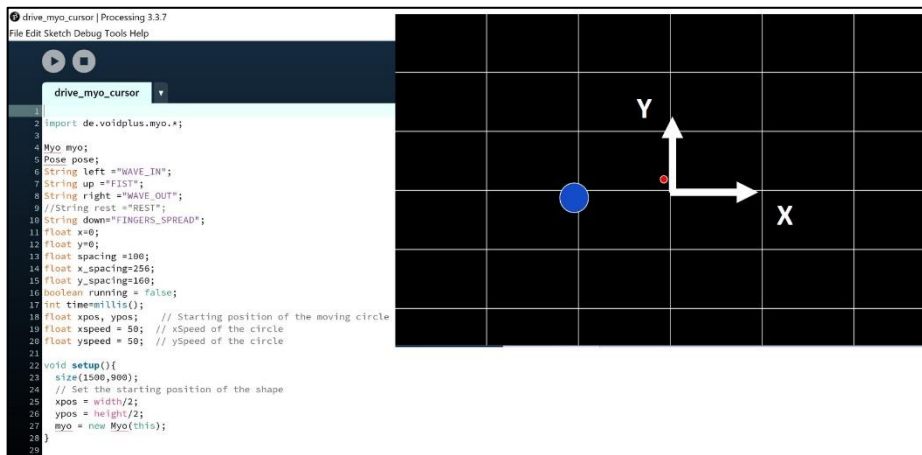 drive_myo_cursor | Processing 3.3.7
File Edit Sketch Debug Tools Help
drive_myo_cursor
1
2 import de.voidplus.myo.*;
3
4 Myo myo;
5 Pose pose;
6 String left ="WAVE_IN";
7 String up ="FIST";
8 String right ="WAVE_OUT";
9 //String rest ="REST";
10 String down="FINGERS_SPREAD";
11 float x=0;
12 float y=0;
13 float spacing =100;
14 float x_spacing=256;
15 float y_spacing=160;
16 boolean running = false;
17 int time=millis();
18 float xpos, ypos;    // Starting position of the moving circle
19 float xspeed = 50;  // xSpeed of the circle
20 float yspeed = 50;  // ySpeed of the circle
21
22 void setup(){
23   size(1500,900);
24   // Set the starting position of the shape
25   xpos = width/2;
26   ypos = height/2;
27   myo = new Myo(this);
28 }
29
Y
X